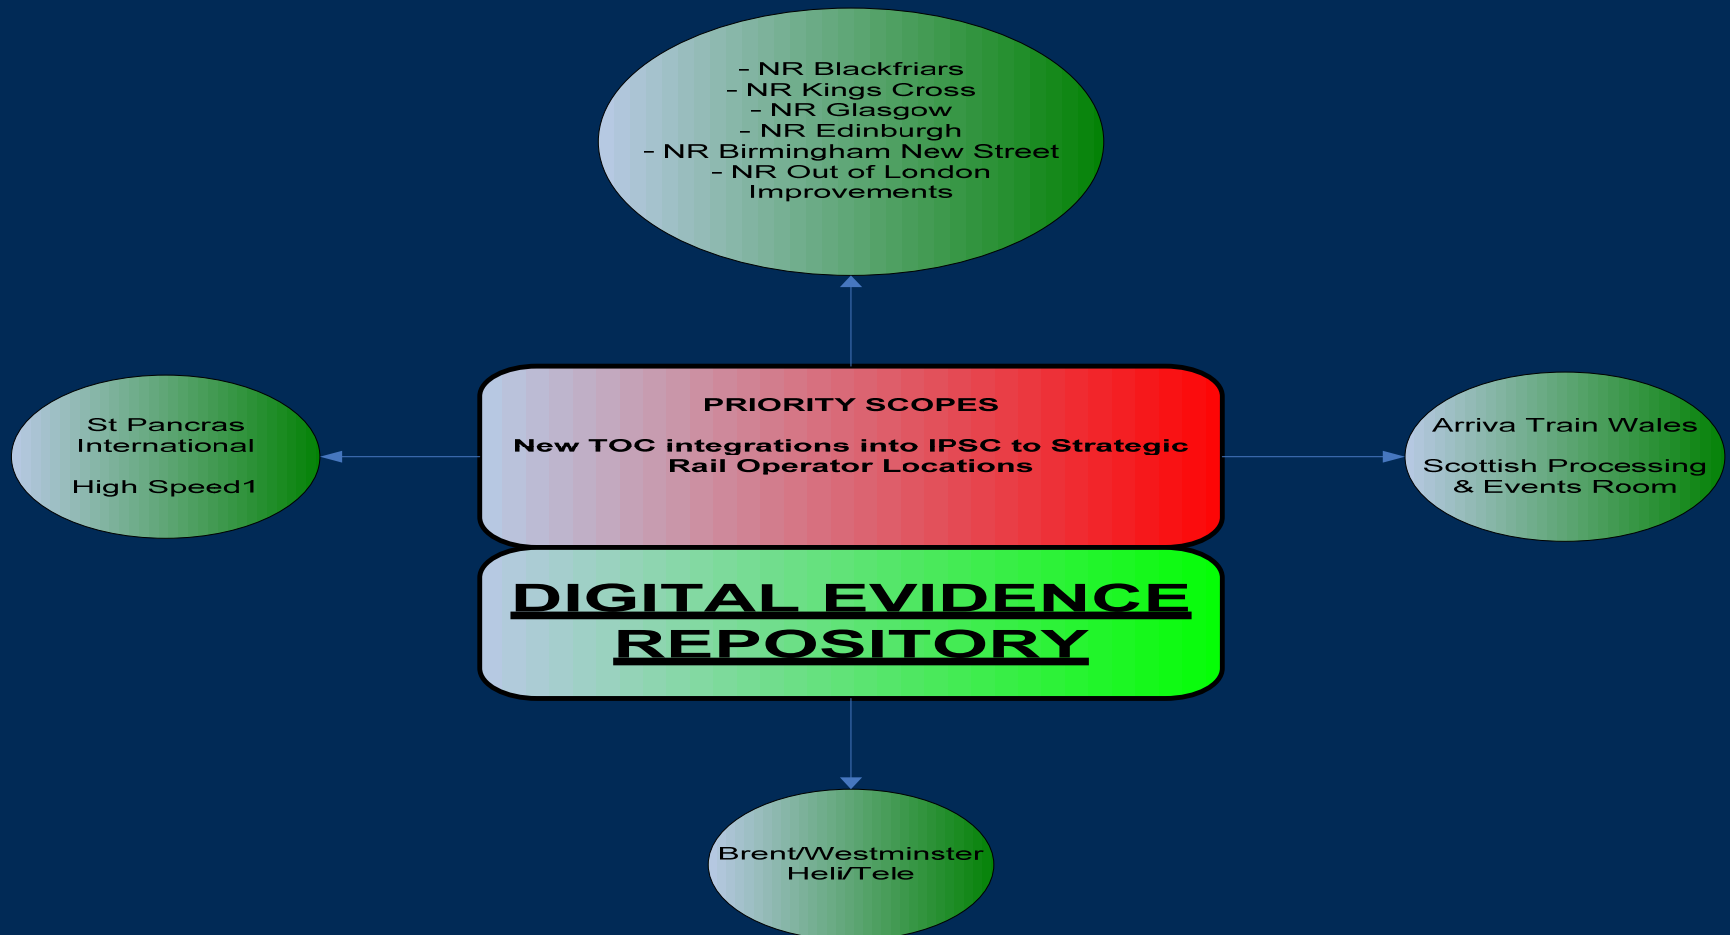 - NR Blackfriars
- NR Kings Cross
- NR Glasgow
- NR Edinburgh
- NR Birmingham New Street
- NR Out of London
Improvements
PRIORITY SCOPES
New TOC integrations into IPSC to Strategic
Rail Operator Locations
St Pancras
International
High Speed1
Arriva Train Wales
Scottish Processing
& Events Room
DIGITAL EVIDENCE
REPOSITORY
Brent/Westminster
Heli/Tele